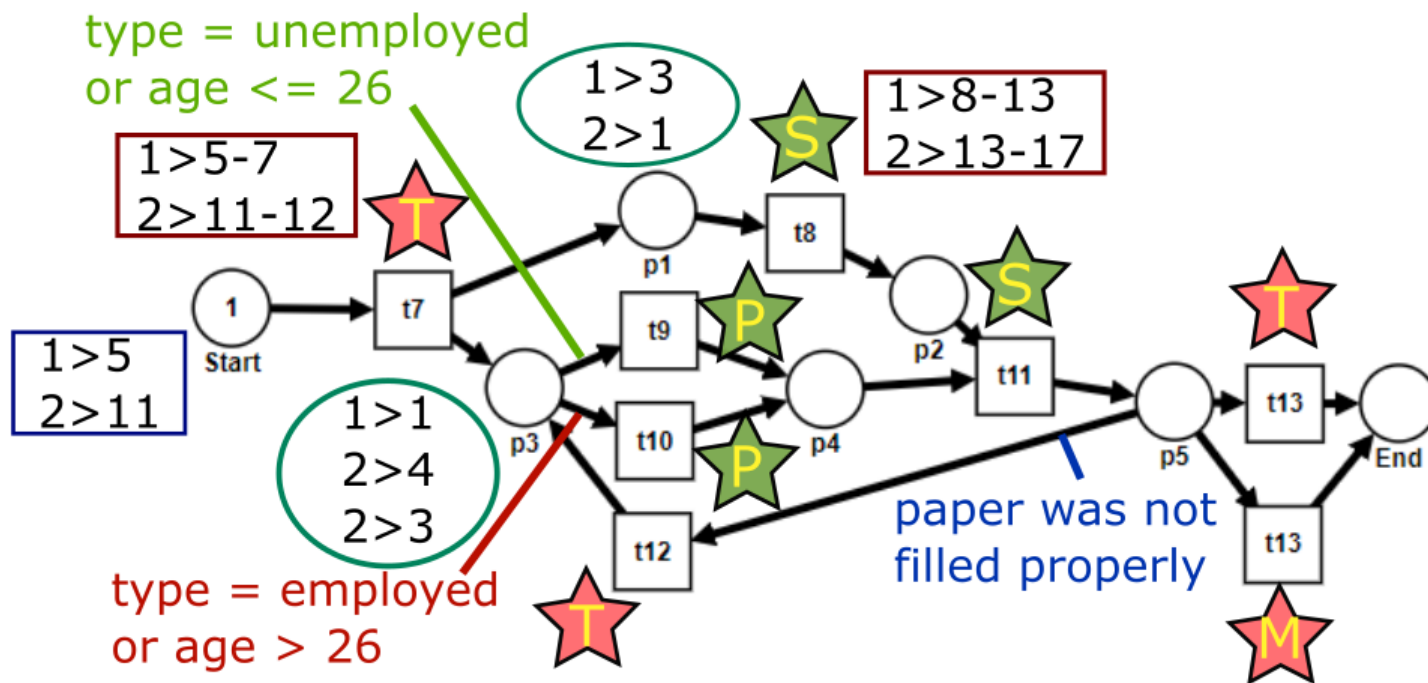 type = unemployed
or age <= 26
1>3
2>1
S
1>8-13
2>13-17
1>5-7
2>11-12
T
t8
p1
S
T
1
Start
t7
t9
P
p2
t11
1>5
2>11
p3
p4
t13
p5
End
1>1
2>4
2>3
t10
P
paper was not
filled properly
t12
t13
type = employed
or age > 26
T
M